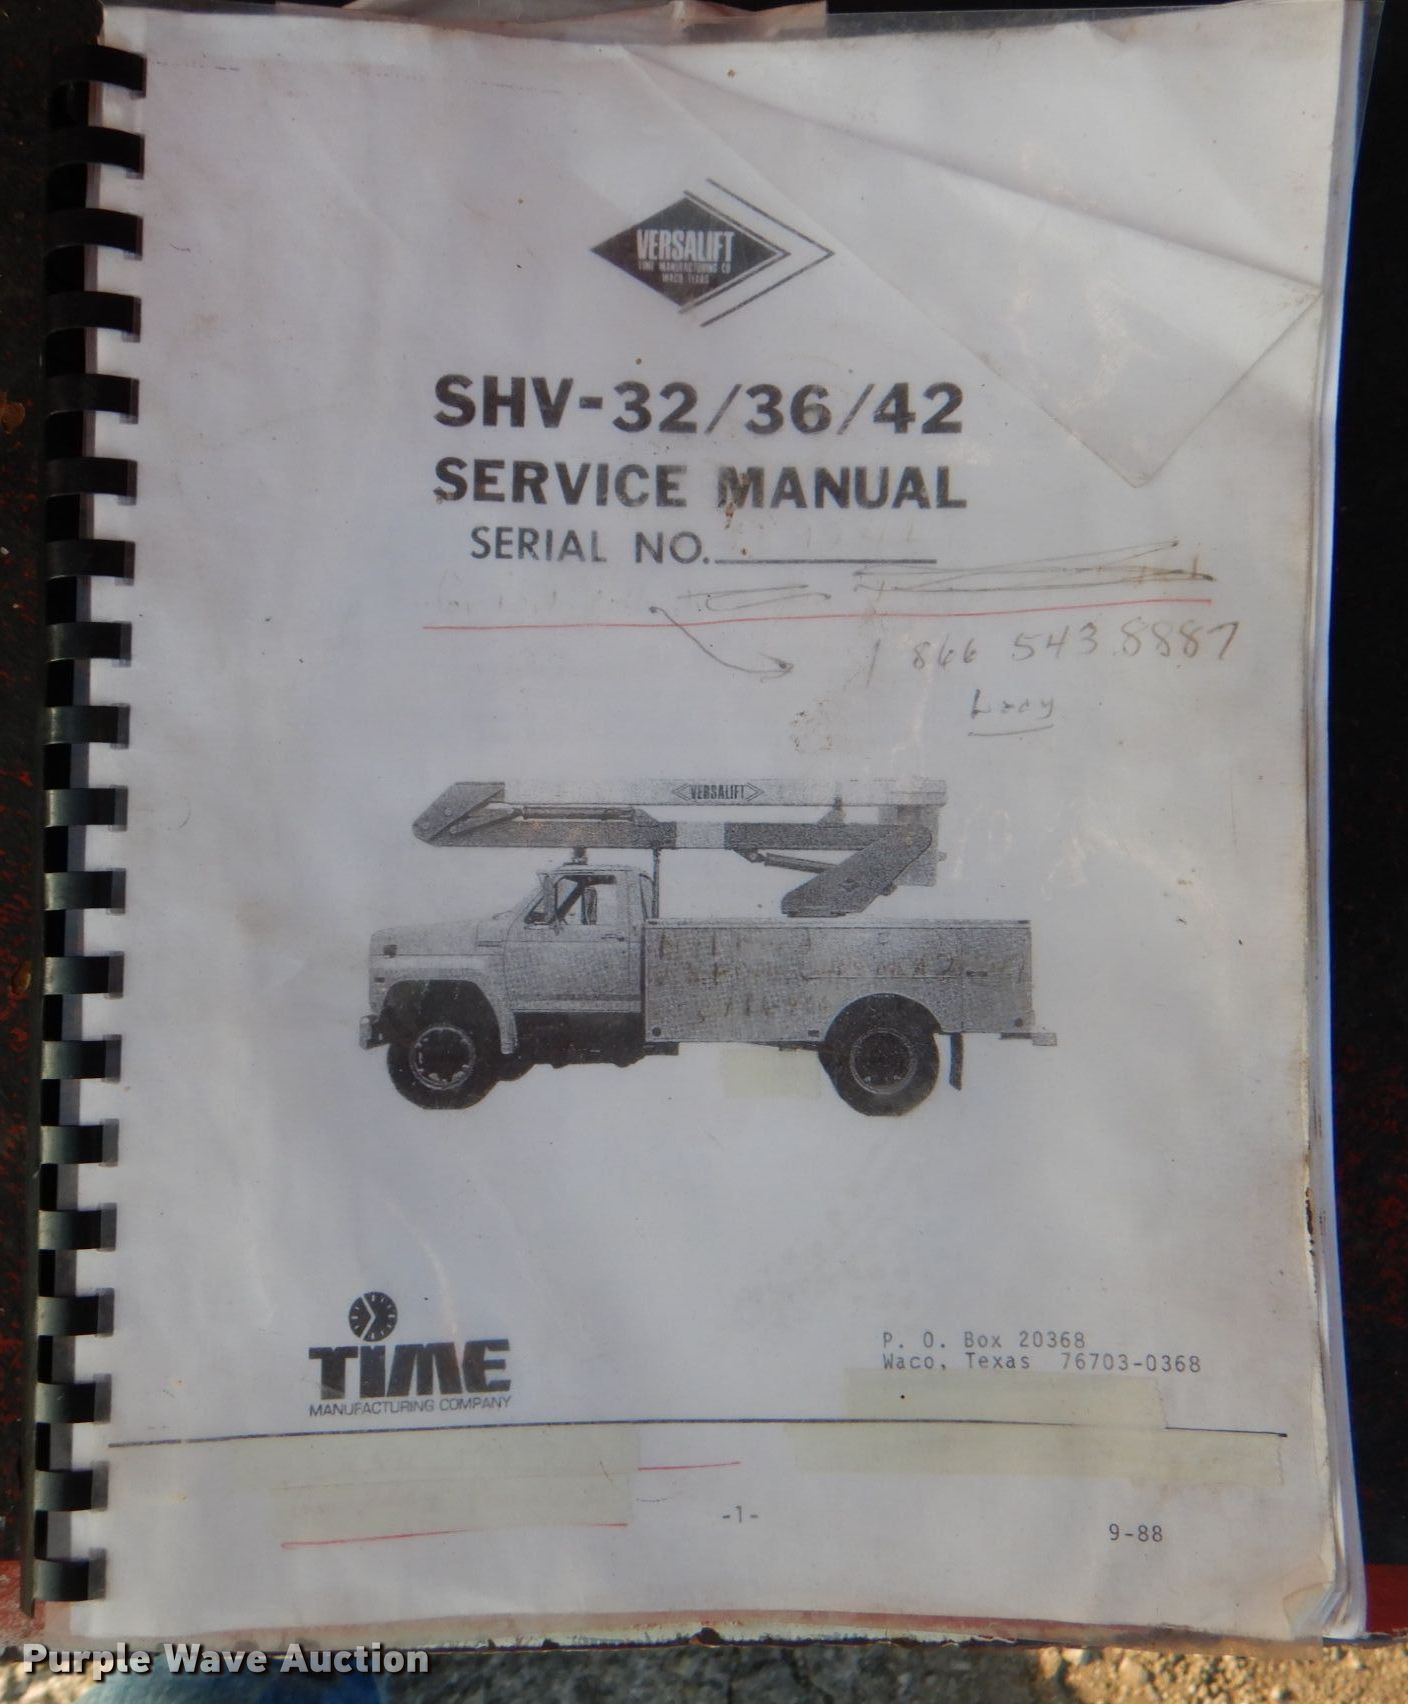 VERSALIFT
TIME MANUFACTURING CO
WACO TEXAS
SHV-32/36/42
SERVICE MANUAL
SERIAL NO.
1 866 543.8887
VERSALIFT
TIME
MANUFACTURING COMPANY
P. O. Box 20368
Waco, Texas 76703-0368
-1-
9-88
Purple Wave Auction